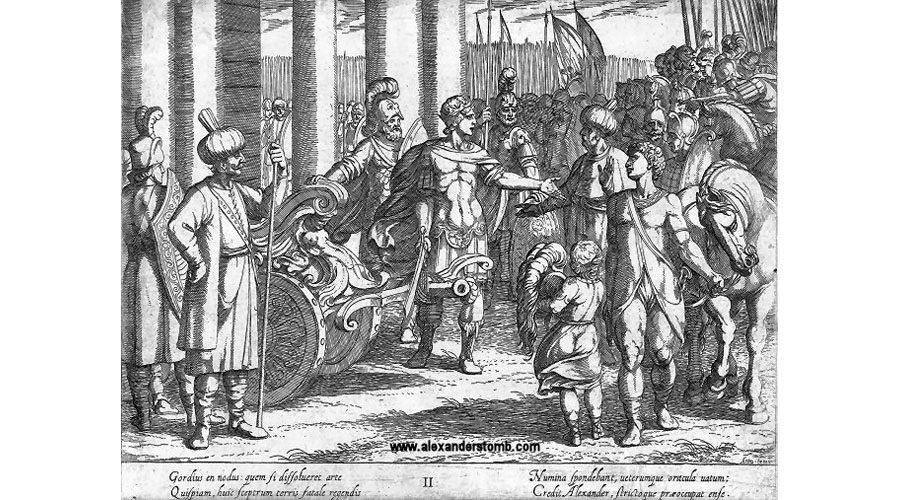 www.alexanderstomb.com
Gordius en nodus: quem si dissolueret arte
Quispiam, huic sceptrum terris fatale regendis
II
Numina spondebant, veterumque oracula vatum;
Credit Alexander, strictoque præoccupat ense.